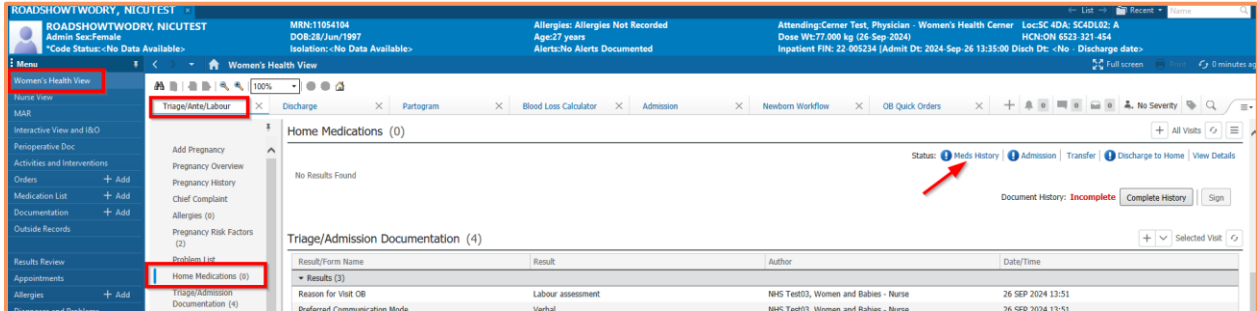 ROADSHOWTWODRY, NICUTEST ×
← List → Recent ▾ Name
ROADSHOWTWODRY, NICUTEST
Admin Sex:Female
*Code Status:<No Data Available>
MRN:11054104
DOB:28/Jun/1997
Isolation:<No Data Available>
Allergies: Allergies Not Recorded
Age:27 years
Alerts:No Alerts Documented
Attending:Cerner Test, Physician - Women's Health Cerner Loc:SC 4DA; SC4DL02; A
Dose Wt:77.000 kg (26-Sep-2024) HCN:ON 6523-321-454
Inpatient FIN: 22-005234 [Admit Dt: 2024-Sep-26 13:35:00 Disch Dt: <No - Discharge date>
Menu
Women's Health View
Full screen Print 0 minutes ag
Women's Health View
Nurse View
MAR
Interactive View and I&O
Perioperative Doc
Activities and Interventions
Orders + Add
Medication List + Add
Documentation + Add
Outside Records
Results Review
Appointments
Allergies + Add
Diagnoses and Problems
100%
Triage/Ante/Labour × Discharge × Partogram × Blood Loss Calculator × Admission × Newborn Workflow × OB Quick Orders × + 0 0 0 No Severity
Add Pregnancy
Pregnancy Overview
Pregnancy History
Chief Complaint
Allergies (0)
Pregnancy Risk Factors
(2)
Problem List
Home Medications (0)
Triage/Admission
Documentation (4)
Home Medications (0)
+ All Visits
Status: Meds History | Admission | Transfer | Discharge to Home | View Details
No Results Found
Document History: Incomplete Complete History Sign
Triage/Admission Documentation (4)
+ Selected Visit
Result/Form Name Result Author Date/Time
Results (3)
Reason for Visit OB Labour assessment NHS Test03, Women and Babies - Nurse 26 SEP 2024 13:51
Preferred Communication Mode Verbal NHS Test03, Women and Babies - Nurse 26 SEP 2024 13:51